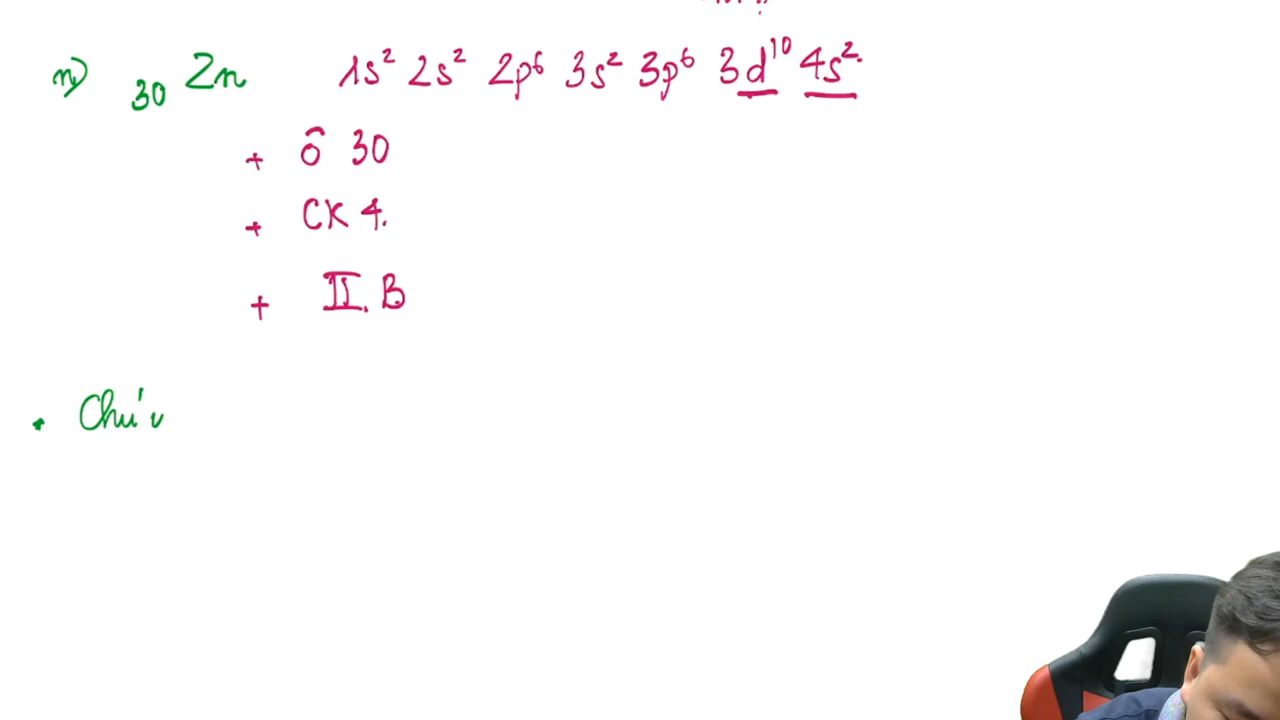 n) ₃₀Zn 1s² 2s² 2p⁶ 3s² 3p⁶ 3d¹⁰ 4s².
+ Ô 30
+ CK 4.
+ II.B
• Chú